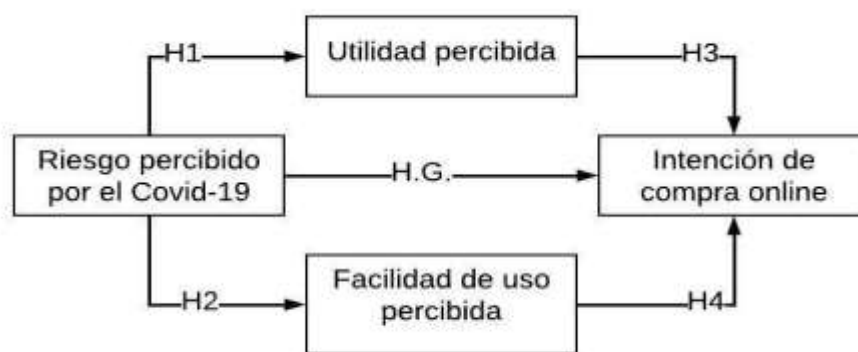 H1
Utilidad percibida
H3
Riesgo percibido
por el Covid-19
H.G.
Intención de
compra online
H2
Facilidad de uso
percibida
H4